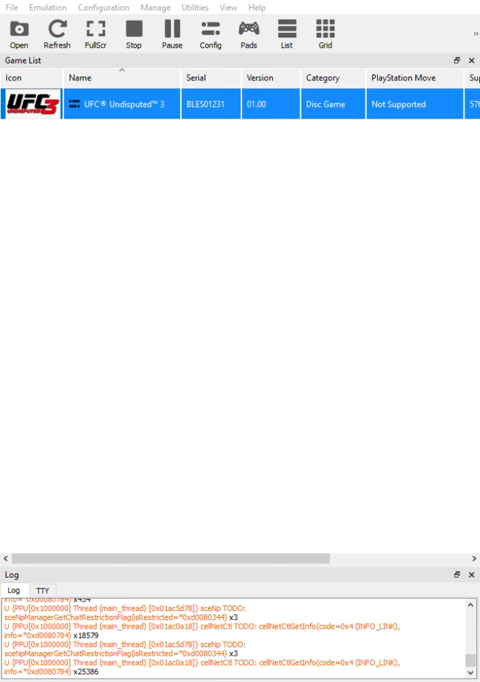 File Emulation Configuration Manage Utilities View Help
Open Refresh FullScr Stop Pause Config Pads List Grid »
Game List
Icon Name Serial Version Category PlayStation Move Su
UFC 3 UNDISPUTED UFC® Undisputed™ 3 BLES01231 01.00 Disc Game Not Supported 576
Log
Log TTY
info=*0xd0080784) x434
U {PPU[0x1000000] Thread (main_thread) [0x01ac5d78]} sceNp TODO:
sceNpManagerGetChatRestrictionFlag(isRestricted=*0xd0080344) x3
U {PPU[0x1000000] Thread (main_thread) [0x01ac0a18]} cellNetCtl TODO: cellNetCtlGetInfo(code=0x4 (INFO_LINK),
info=*0xd0080784) x18579
U {PPU[0x1000000] Thread (main_thread) [0x01ac5d78]} sceNp TODO:
sceNpManagerGetChatRestrictionFlag(isRestricted=*0xd0080344) x3
U {PPU[0x1000000] Thread (main_thread) [0x01ac0a18]} cellNetCtl TODO: cellNetCtlGetInfo(code=0x4 (INFO_LINK),
info=*0xd0080784) x25386